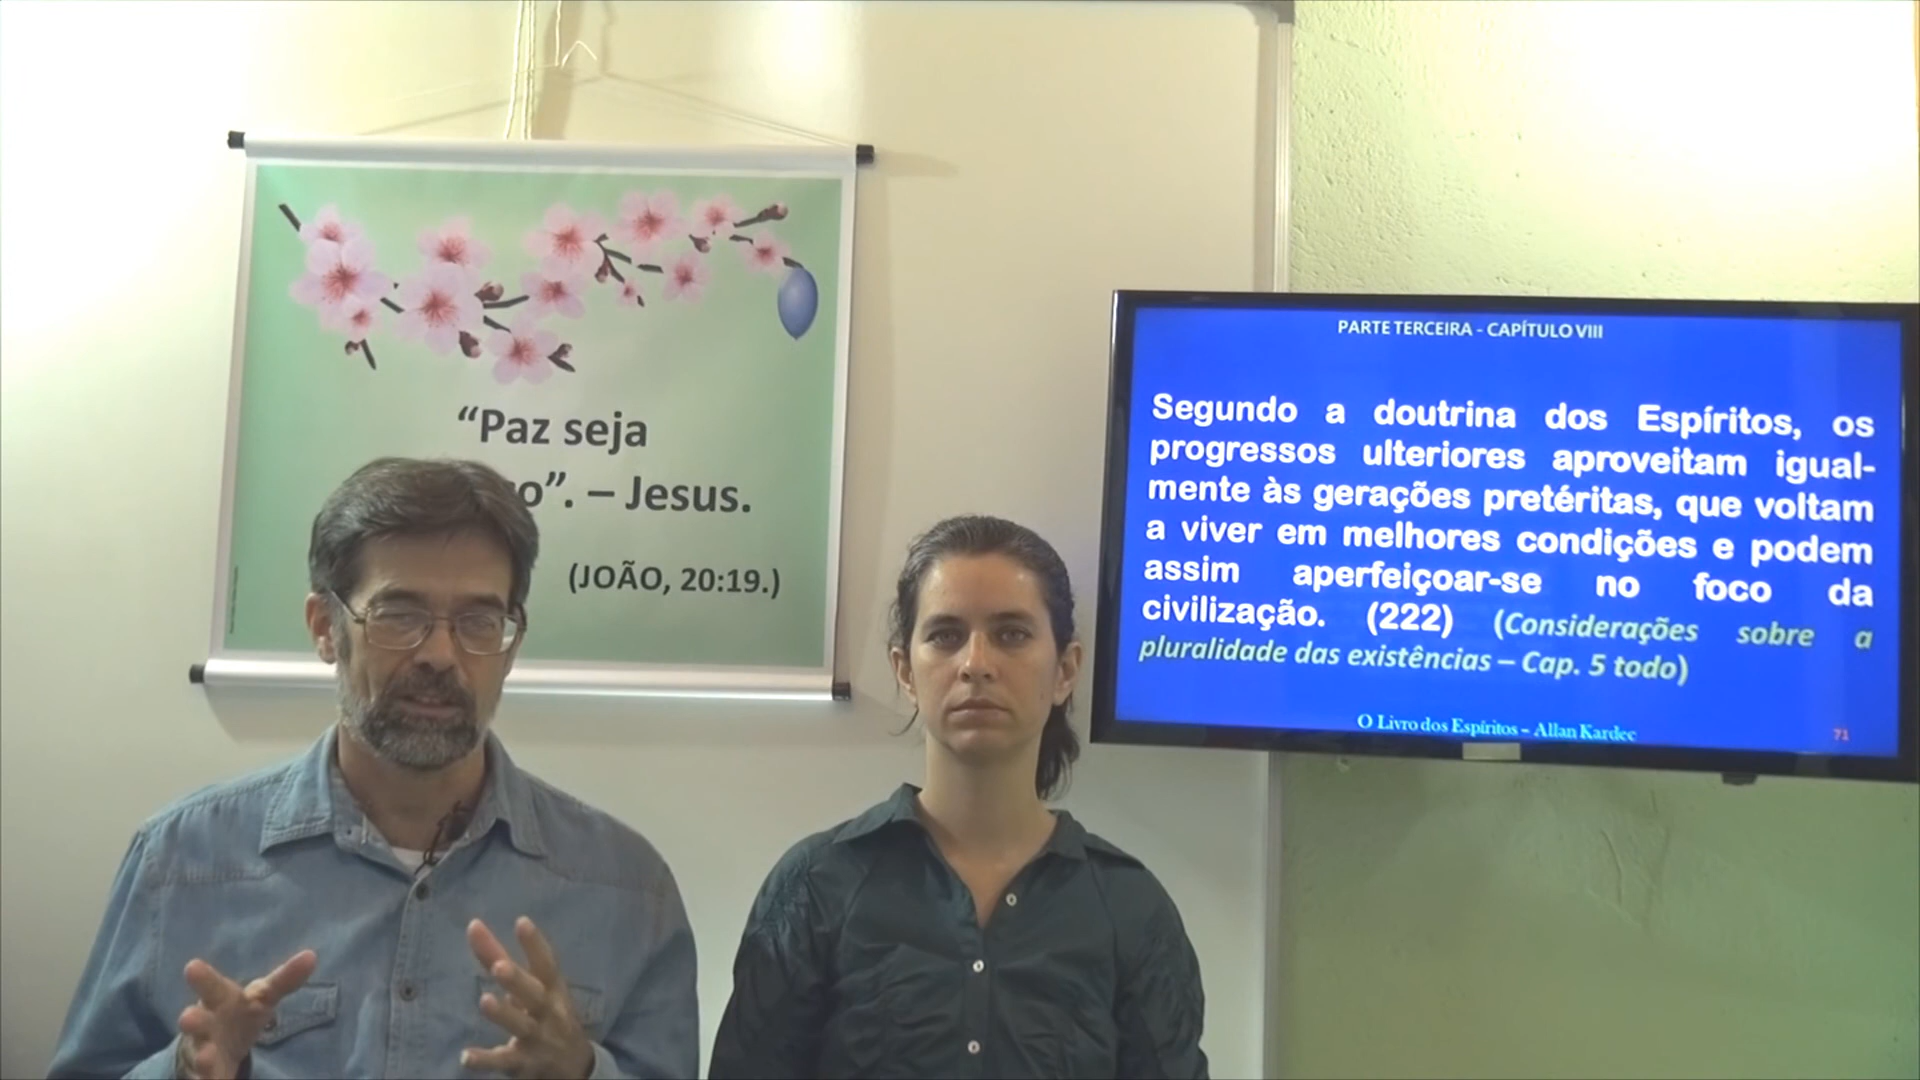 “Paz seja
o”. – Jesus.
(JOÃO, 20:19.)
PARTE TERCEIRA - CAPÍTULO VIII
Segundo a doutrina dos Espíritos, os
progressos ulteriores aproveitam igual-
mente às gerações pretéritas, que voltam
a viver em melhores condições e podem
assim aperfeiçoar-se no foco da
civilização. (222) (Considerações sobre a
pluralidade das existências – Cap. 5 todo)
O Livro dos Espíritos – Allan Kardec
71